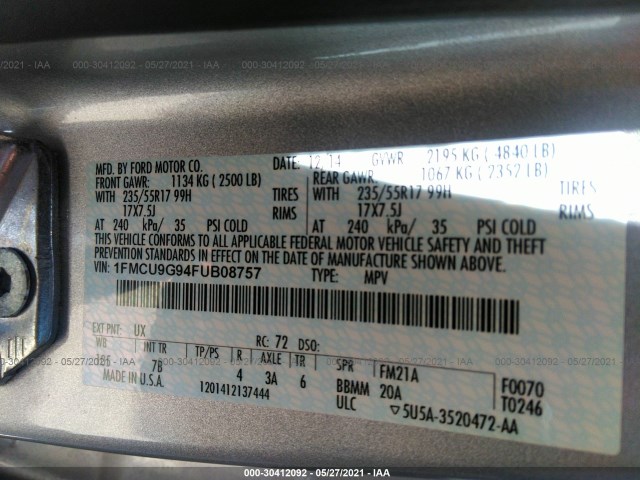 000-30412092 - 05/27/2021 - IAA
000-30412092 - 05/27/2021 - IAA
000-30412092 - 05/27/2021 - IAA
MFD. BY FORD MOTOR CO.
DATE: 12/14 GVWR 2195 KG ( 4840 LB)
FRONT GAWR: 1134 KG ( 2500 LB) REAR GAWR: 1067 KG ( 2352 LB)
WITH 235/55R17 99H TIRES WITH 235/55R17 99H TIRES
17X7.5J RIMS 17X7.5J RIMS
AT 240 kPa/ 35 PSI COLD AT 240 kPa/ 35 PSI COLD
THIS VEHICLE CONFORMS TO ALL APPLICABLE FEDERAL MOTOR VEHICLE SAFETY AND THEFT
PREVENTION STANDARDS IN EFFECT ON THE DATE OF MANUFACTURE SHOWN ABOVE.
VIN: 1FMCU9G94FUB08757 TYPE: MPV
EXT PNT: UX RC: 72 DSO:
WB INT TR TP/PS R AXLE TR SPR FM21A F0070
7B 4 3A 6 BBMM 20A T0246
MADE IN U.S.A. 1201412137444 ULC ▽5U5A-3520472-AA
000-30412092 - 05/27/2021 - IAA
000-30412092 - 05/27/2021 - IAA
000-30412092 - 05/27/2021 - IAA